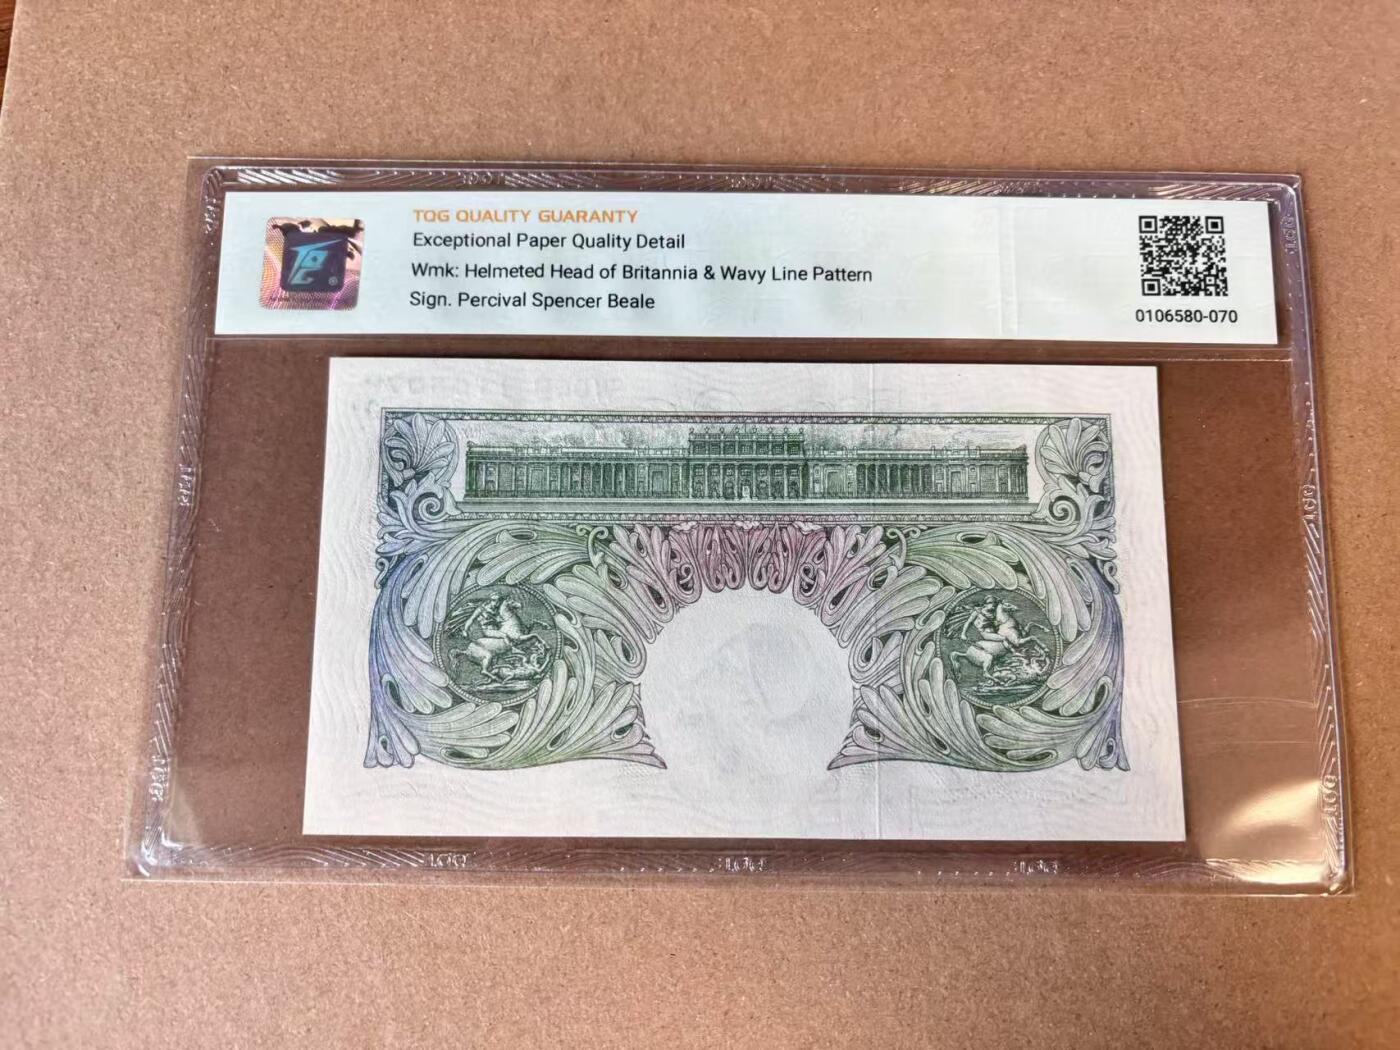 TQG QUALITY GUARANTY
Exceptional Paper Quality Detail
Wmk: Helmeted Head of Britannia & Wavy Line Pattern
Sign. Percival Spencer Beale
0106580-070
TQG